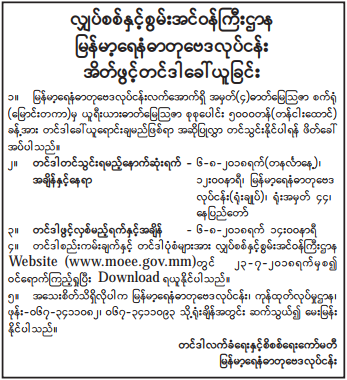 လျှပ်စစ်နှင့်စွမ်းအင်ဝန်ကြီးဌာန
မြန်မာ့ရေနံဓာတုဗေဒလုပ်ငန်း
အိတ်ဖွင့်တင်ဒါခေါ်ယူခြင်း
၁။ မြန်မာ့ရေနံဓာတုဗေဒလုပ်ငန်းလက်အောက်ရှိ အမှတ်(၄)ဓာတ်မြေဩဇာ စက်ရုံ
(မြောင်းတကာ)မှ ယူရီးယားဓာတ်မြေဩဇာ စုစုပေါင်း ၅၀၀၀တန်(တန်ငါးထောင်)
ခန့်အား တင်ဒါခေါ်ယူရောင်းချမည်ဖြစ်ရာ အဆိုပြုလွှာ တင်သွင်းနိုင်ပါရန် ဖိတ်ခေါ်
အပ်ပါသည်။
၂။ တင်ဒါတင်သွင်းရမည့်နောက်ဆုံးရက် - ၆-၈-၂၀၁၈ရက်(တနင်္လာနေ့)၊
အချိန်နှင့်နေရာ ၁၂း၀၀နာရီ၊ မြန်မာ့ရေနံဓာတုဗေဒ
လုပ်ငန်း(ရုံးချုပ်)၊ ရုံးအမှတ် ၄၄၊
နေပြည်တော်
၃။ တင်ဒါဖွင့်လှစ်မည့်ရက်နှင့်အချိန် - ၆-၈-၂၀၁၈ရက် ၁၄း၀၀နာရီ
၄။ တင်ဒါစည်းကမ်းချက်နှင့် တင်ဒါပုံစံများအား လျှပ်စစ်နှင့်စွမ်းအင်ဝန်ကြီးဌာန
Website (www.moee.gov.mm)တွင် ၂၃-၇-၂၀၁၈ရက်မှစ၍
ဝင်ရောက်ကြည့်ရှုပြီး Download ရယူနိုင်ပါသည်။
၅။ အသေးစိတ်သိရှိလိုပါက မြန်မာ့ရေနံဓာတုဗေဒလုပ်ငန်း၊ ကုန်ထုတ်လုပ်မှုဌာန၊
ဖုန်း-၀၆၇-၃၄၁၁၀၈၂၊ ၀၆၇-၃၄၁၁၀၉၃ သို့ရုံးချိန်အတွင်း ဆက်သွယ်၍ မေးမြန်း
နိုင်ပါသည်။
တင်ဒါလက်ခံရေးနှင့်စိစစ်ရေးကော်မတီ
မြန်မာ့ရေနံဓာတုဗေဒလုပ်ငန်း